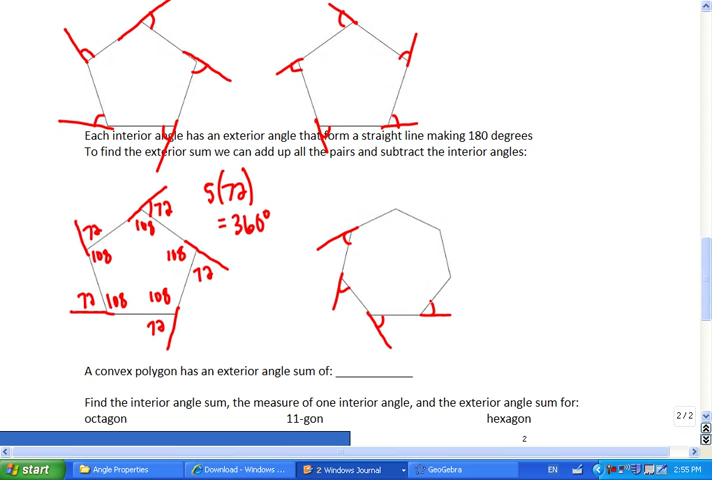 Each interior angle has an exterior angle that form a straight line making 180 degrees
To find the exterior sum we can add up all the pairs and subtract the interior angles:
5(72)
= 360°
72
108
72
108
108
72
72
108
108
72
A convex polygon has an exterior angle sum of: ____________
Find the interior angle sum, the measure of one interior angle, and the exterior angle sum for:
octagon 11-gon hexagon
2
2 / 2
start Angle Properties Download - Windows ... 2 Windows Journal GeoGebra EN 2:55 PM